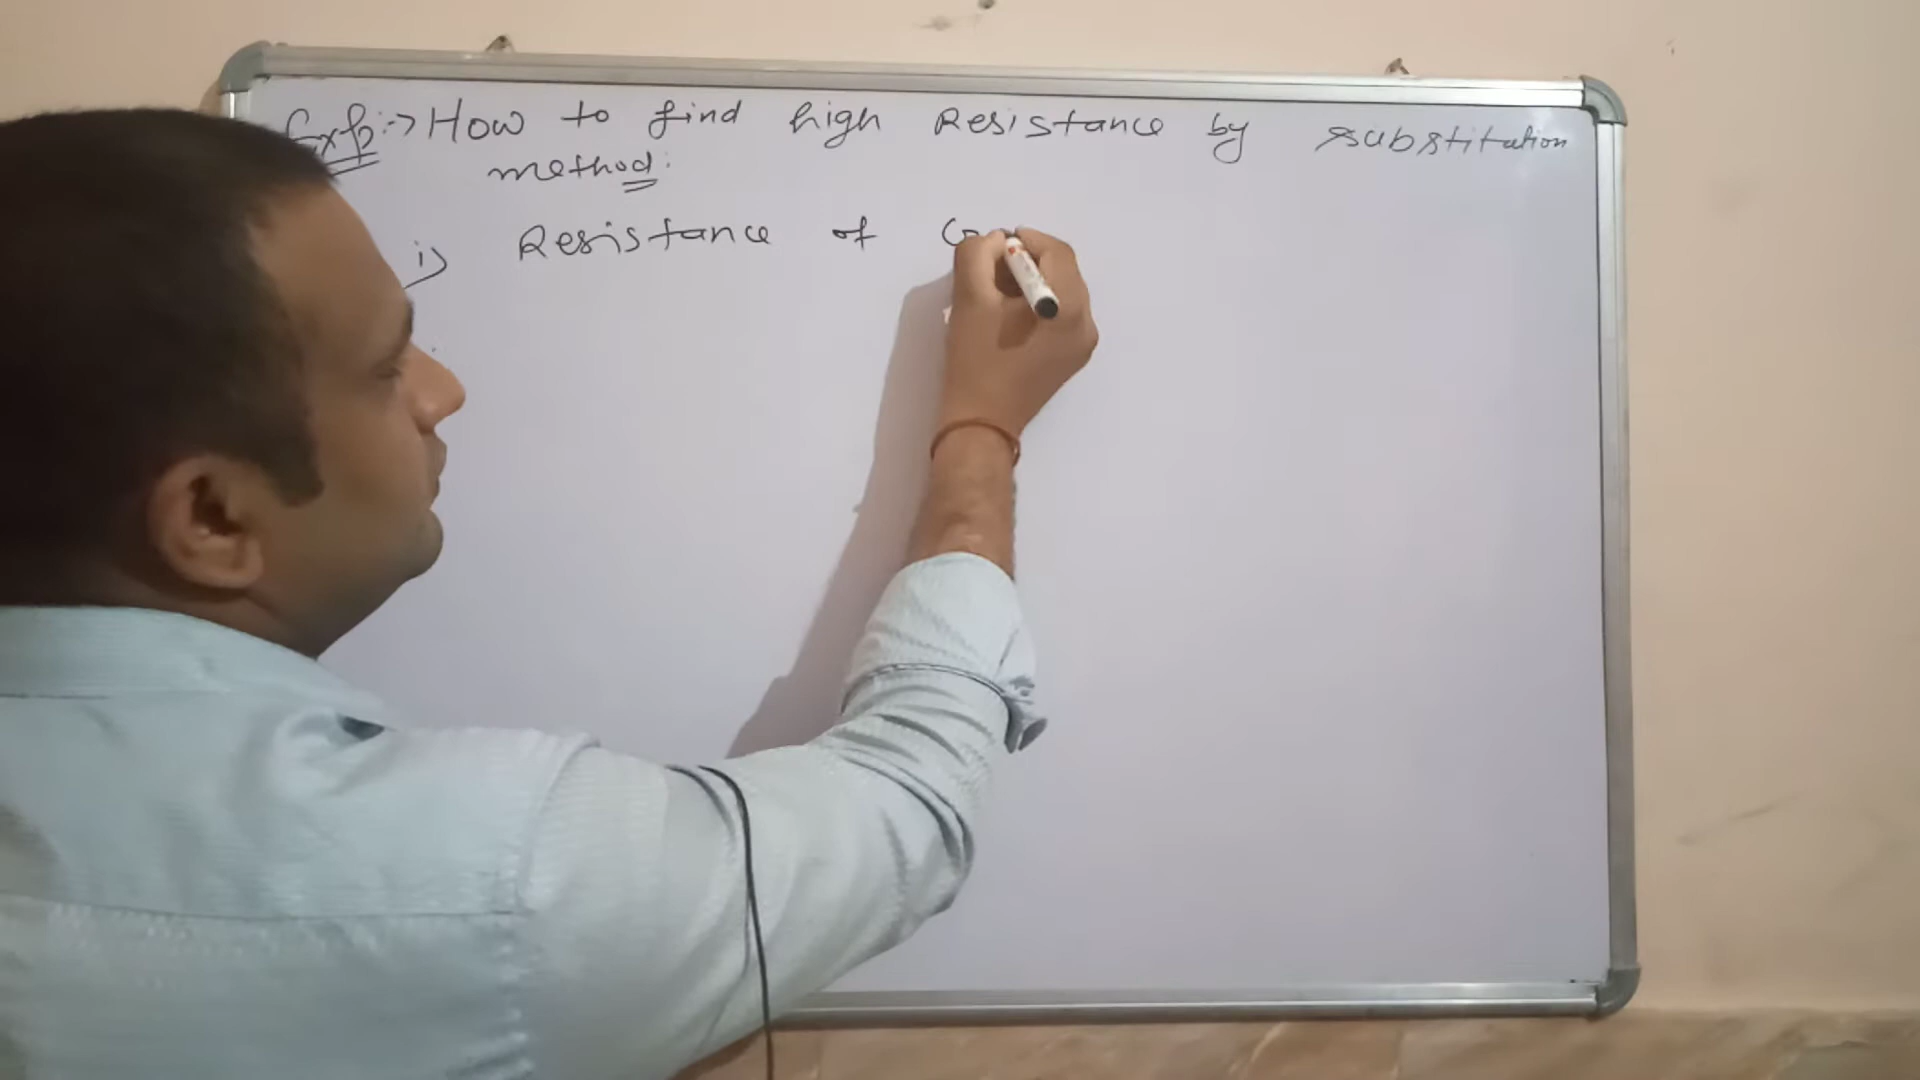 Exp :-> How to find high Resistance by substitution
method:
i) Resistance of G